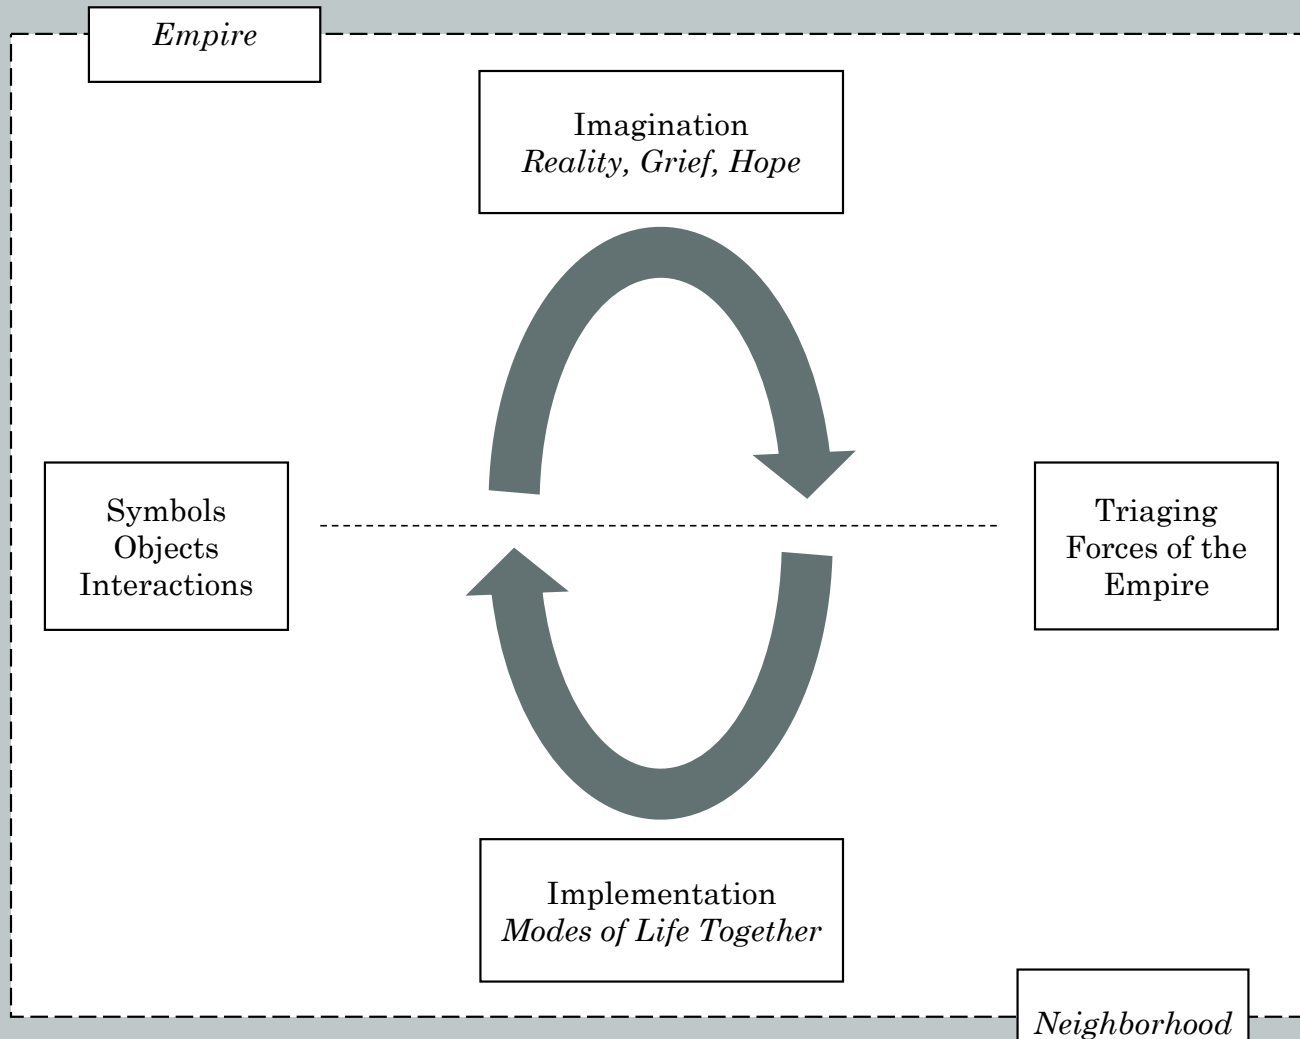 Empire
Imagination
Reality, Grief, Hope
Symbols
Objects
Interactions
Triaging
Forces of the
Empire
Implementation
Modes of Life Together
Neighborhood